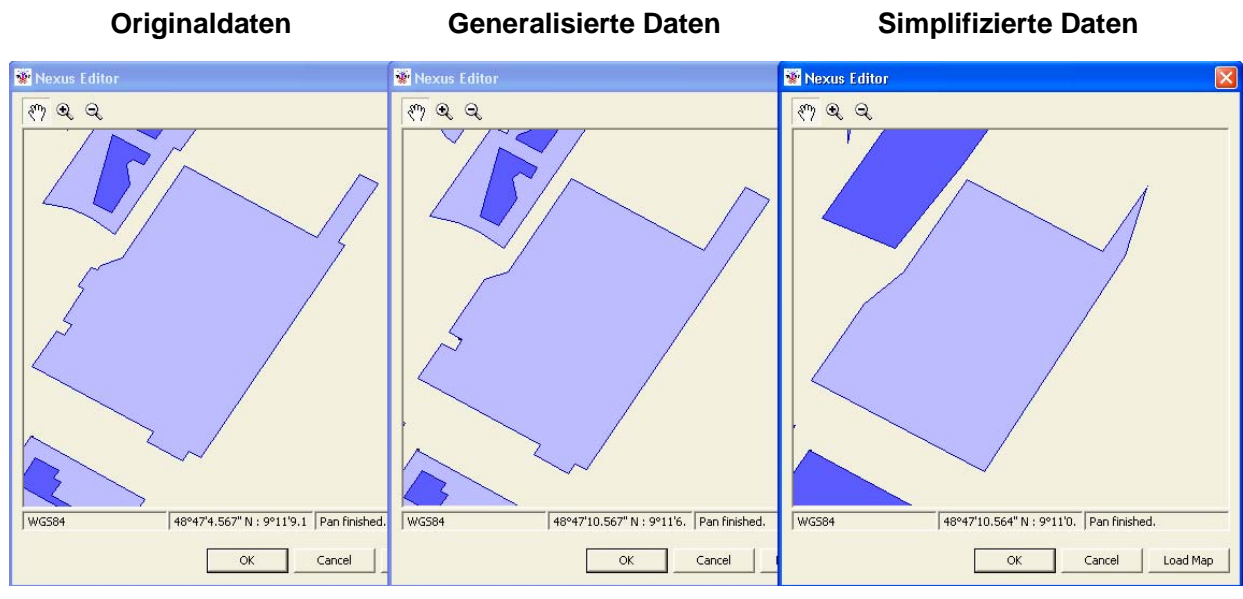 Originaldaten
Generalisierte Daten
Simplifizierte Daten
Nexus Editor
Nexus Editor
Nexus Editor
WGS84
48°47'4.567" N : 9°11'9.1
Pan finished.
WGS84
48°47'10.567" N : 9°11'6.
Pan finished.
WGS84
48°47'10.564" N : 9°11'0.
Pan finished.
OK
Cancel
OK
Cancel
OK
Cancel
Load Map